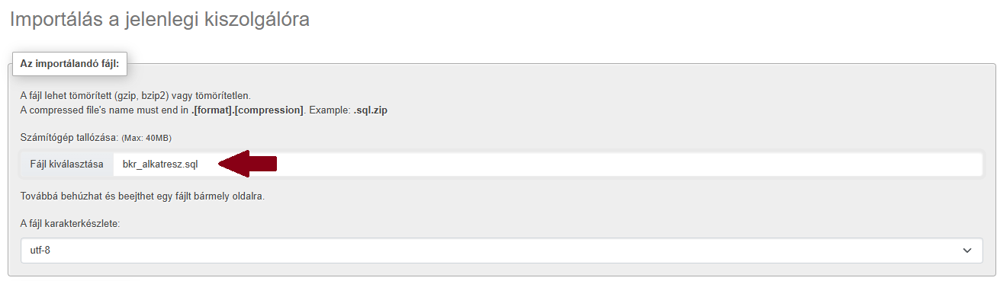 Importálás a jelenlegi kiszolgálóra
Az importálandó fájl:
A fájl lehet tömörített (gzip, bzip2) vagy tömörítetlen.
A compressed file's name must end in .[format].[compression]. Example: .sql.zip
Számítógép tallózása: (Max: 40MB)
Fájl kiválasztása bkr_alkatresz.sql
Továbbá behúzhat és beejthet egy fájlt bármely oldalra.
A fájl karakterkészlete:
utf-8